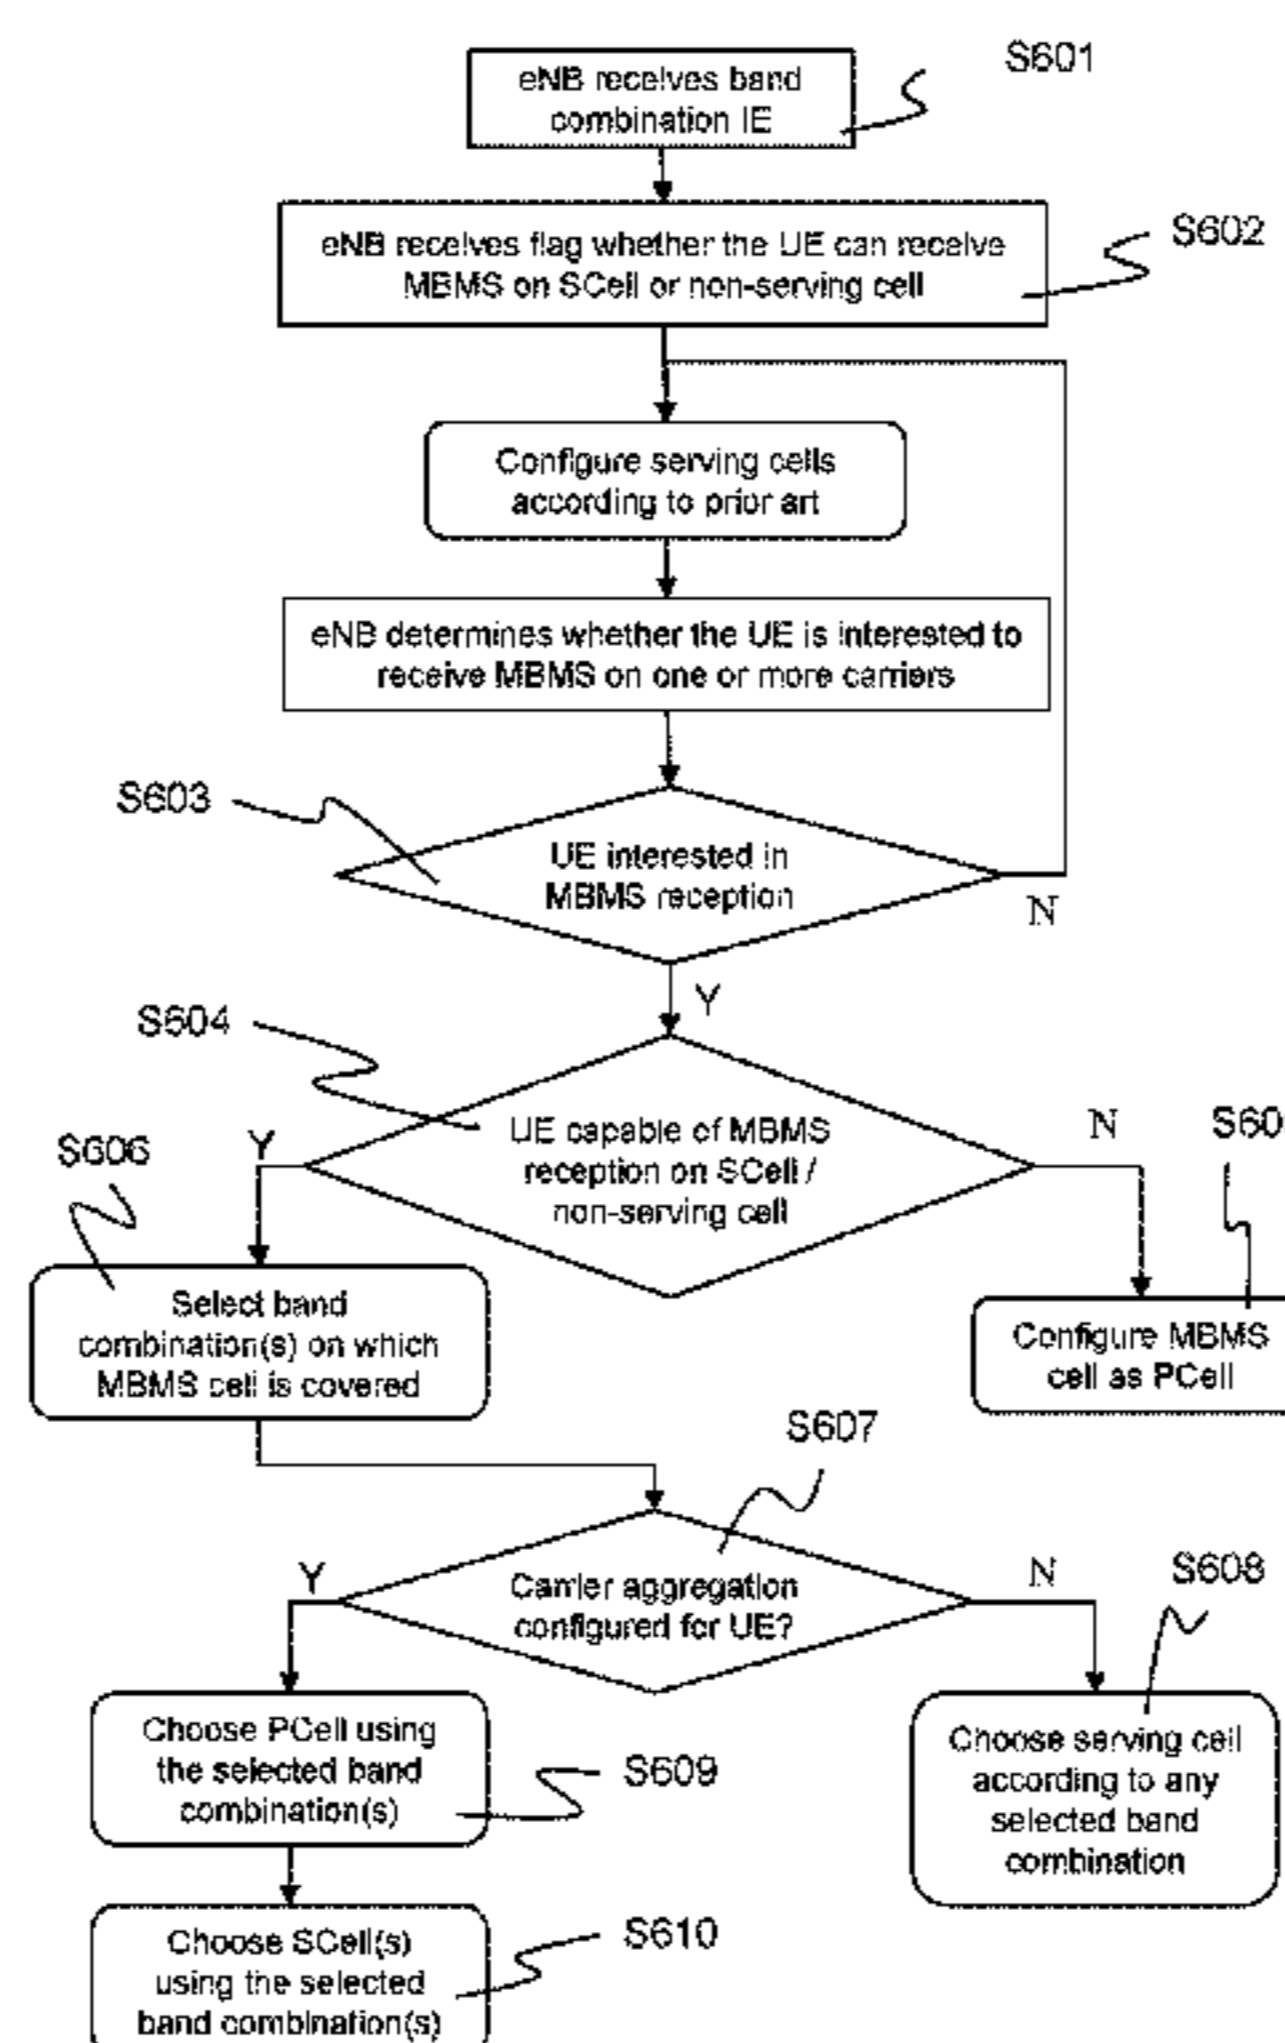 S601
eNB receives band
combination IE
S602
eNB receives flag whether the UE can receive
MBMS on SCell or non-serving cell
Configure serving cells
according to prior art
eNB determines whether the UE is interested to
receive MBMS on one or more carriers
S603
UE interested in
MBMS reception
N
Y
S604
UE capable of MBMS
reception on SCell /
non-serving cell
Y
N
S606
S60
Select band
combination(s) on which
MBMS cell is covered
Configure MBMS
cell as PCell
S607
Carrier aggregation
configured for UE?
Y
N
S608
Choose PCell using
the selected band
combination(s)
S609
Choose serving cell
according to any
selected band
combination
Choose SCell(s)
using the selected
band combination(s)
S610